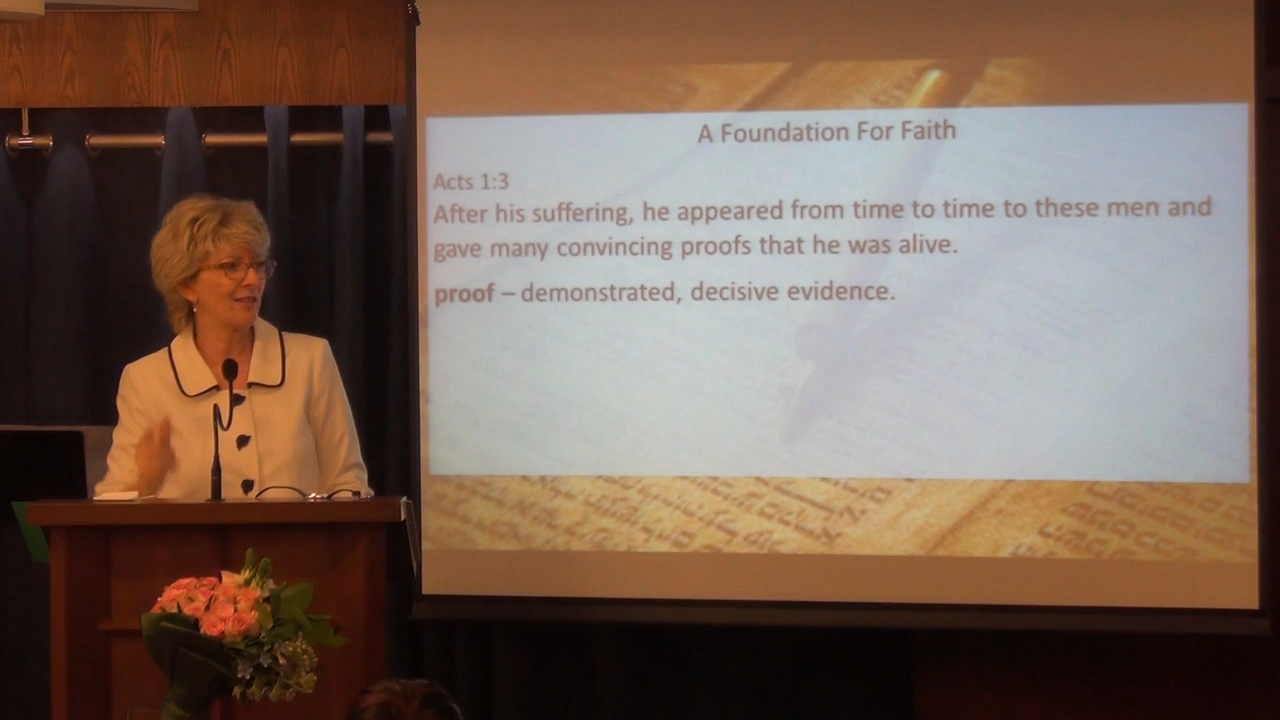 A Foundation For Faith
Acts 1:3
After his suffering, he appeared from time to time to these men and
gave many convincing proofs that he was alive.
proof – demonstrated, decisive evidence.